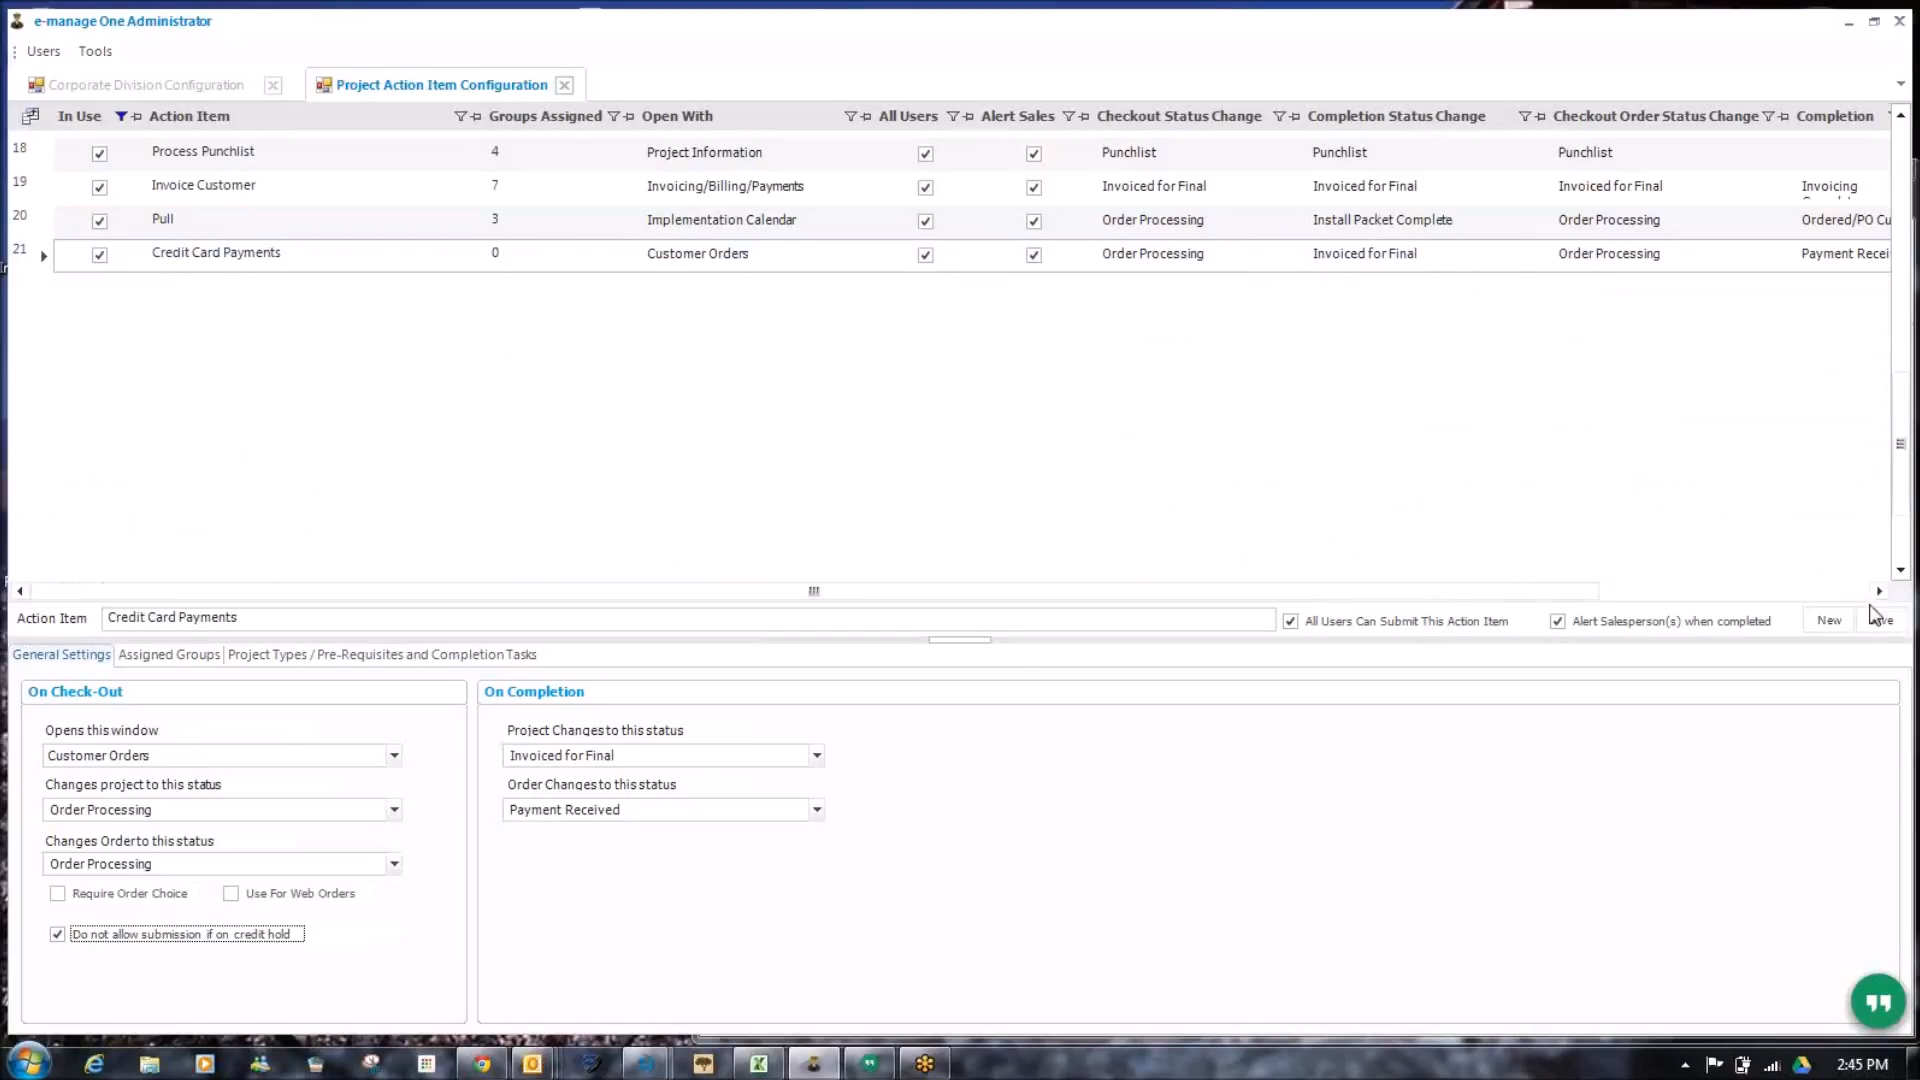 e-manage One Administrator
Users Tools
Corporate Division Configuration Project Action Item Configuration
In Use Action Item Groups Assigned Open With All Users Alert Sales Checkout Status Change Completion Status Change Checkout Order Status Change Completion
18 Process Punchlist 4 Project Information Punchlist Punchlist Punchlist
19 Invoice Customer 7 Invoicing/Billing/Payments Invoiced for Final Invoiced for Final Invoiced for Final Invoicing
20 Pull 3 Implementation Calendar Order Processing Install Packet Complete Order Processing Ordered/PO Cu
21 Credit Card Payments 0 Customer Orders Order Processing Invoiced for Final Order Processing Payment Recei
Action Item Credit Card Payments All Users Can Submit This Action Item Alert Salesperson(s) when completed New
General Settings Assigned Groups Project Types / Pre-Requisites and Completion Tasks
On Check-Out On Completion
Opens this window Project Changes to this status
Customer Orders Invoiced for Final
Changes project to this status Order Changes to this status
Order Processing Payment Received
Changes Order to this status
Order Processing
Require Order Choice Use For Web Orders
Do not allow submission if on credit hold
2:45 PM